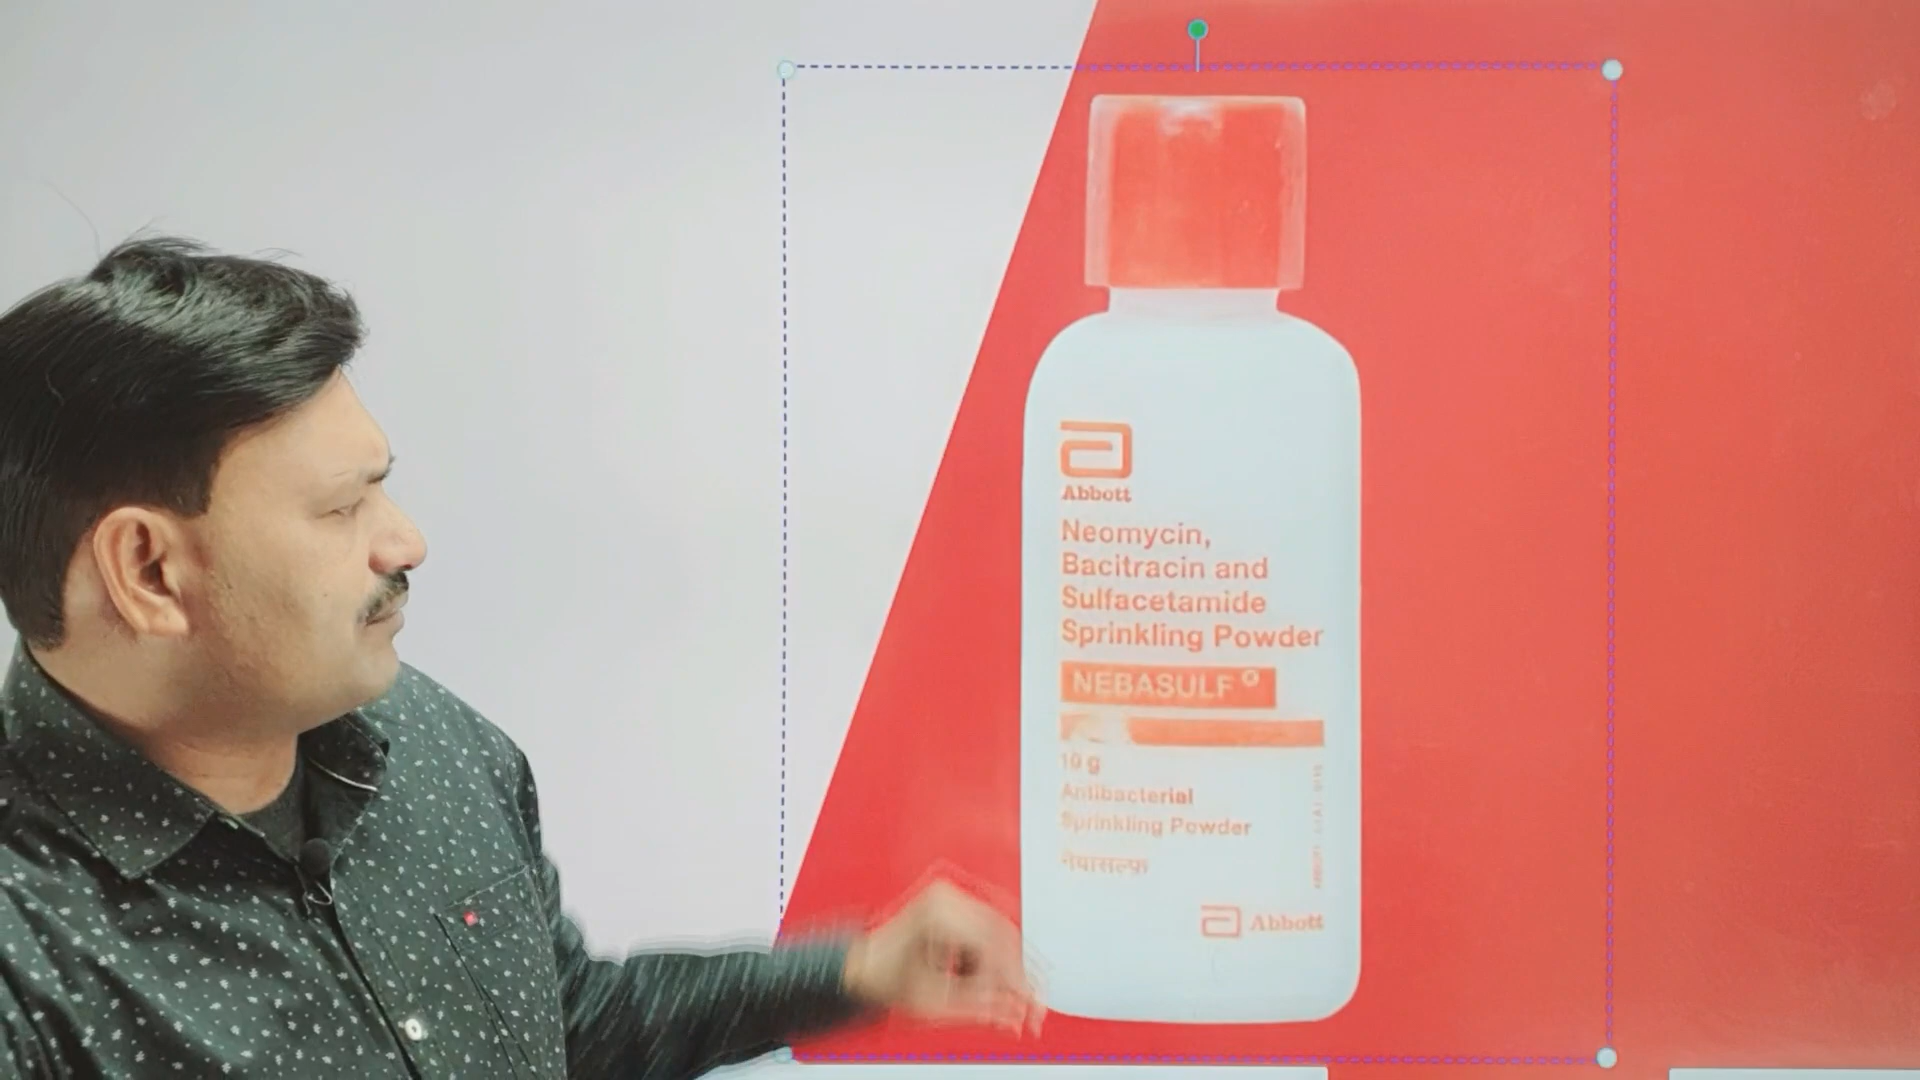 Abbott
Neomycin,
Bacitracin and
Sulfacetamide
Sprinkling Powder
NEBASULF®
10 g
Antibacterial
Sprinkling Powder
नेबासल्फ़
Abbott